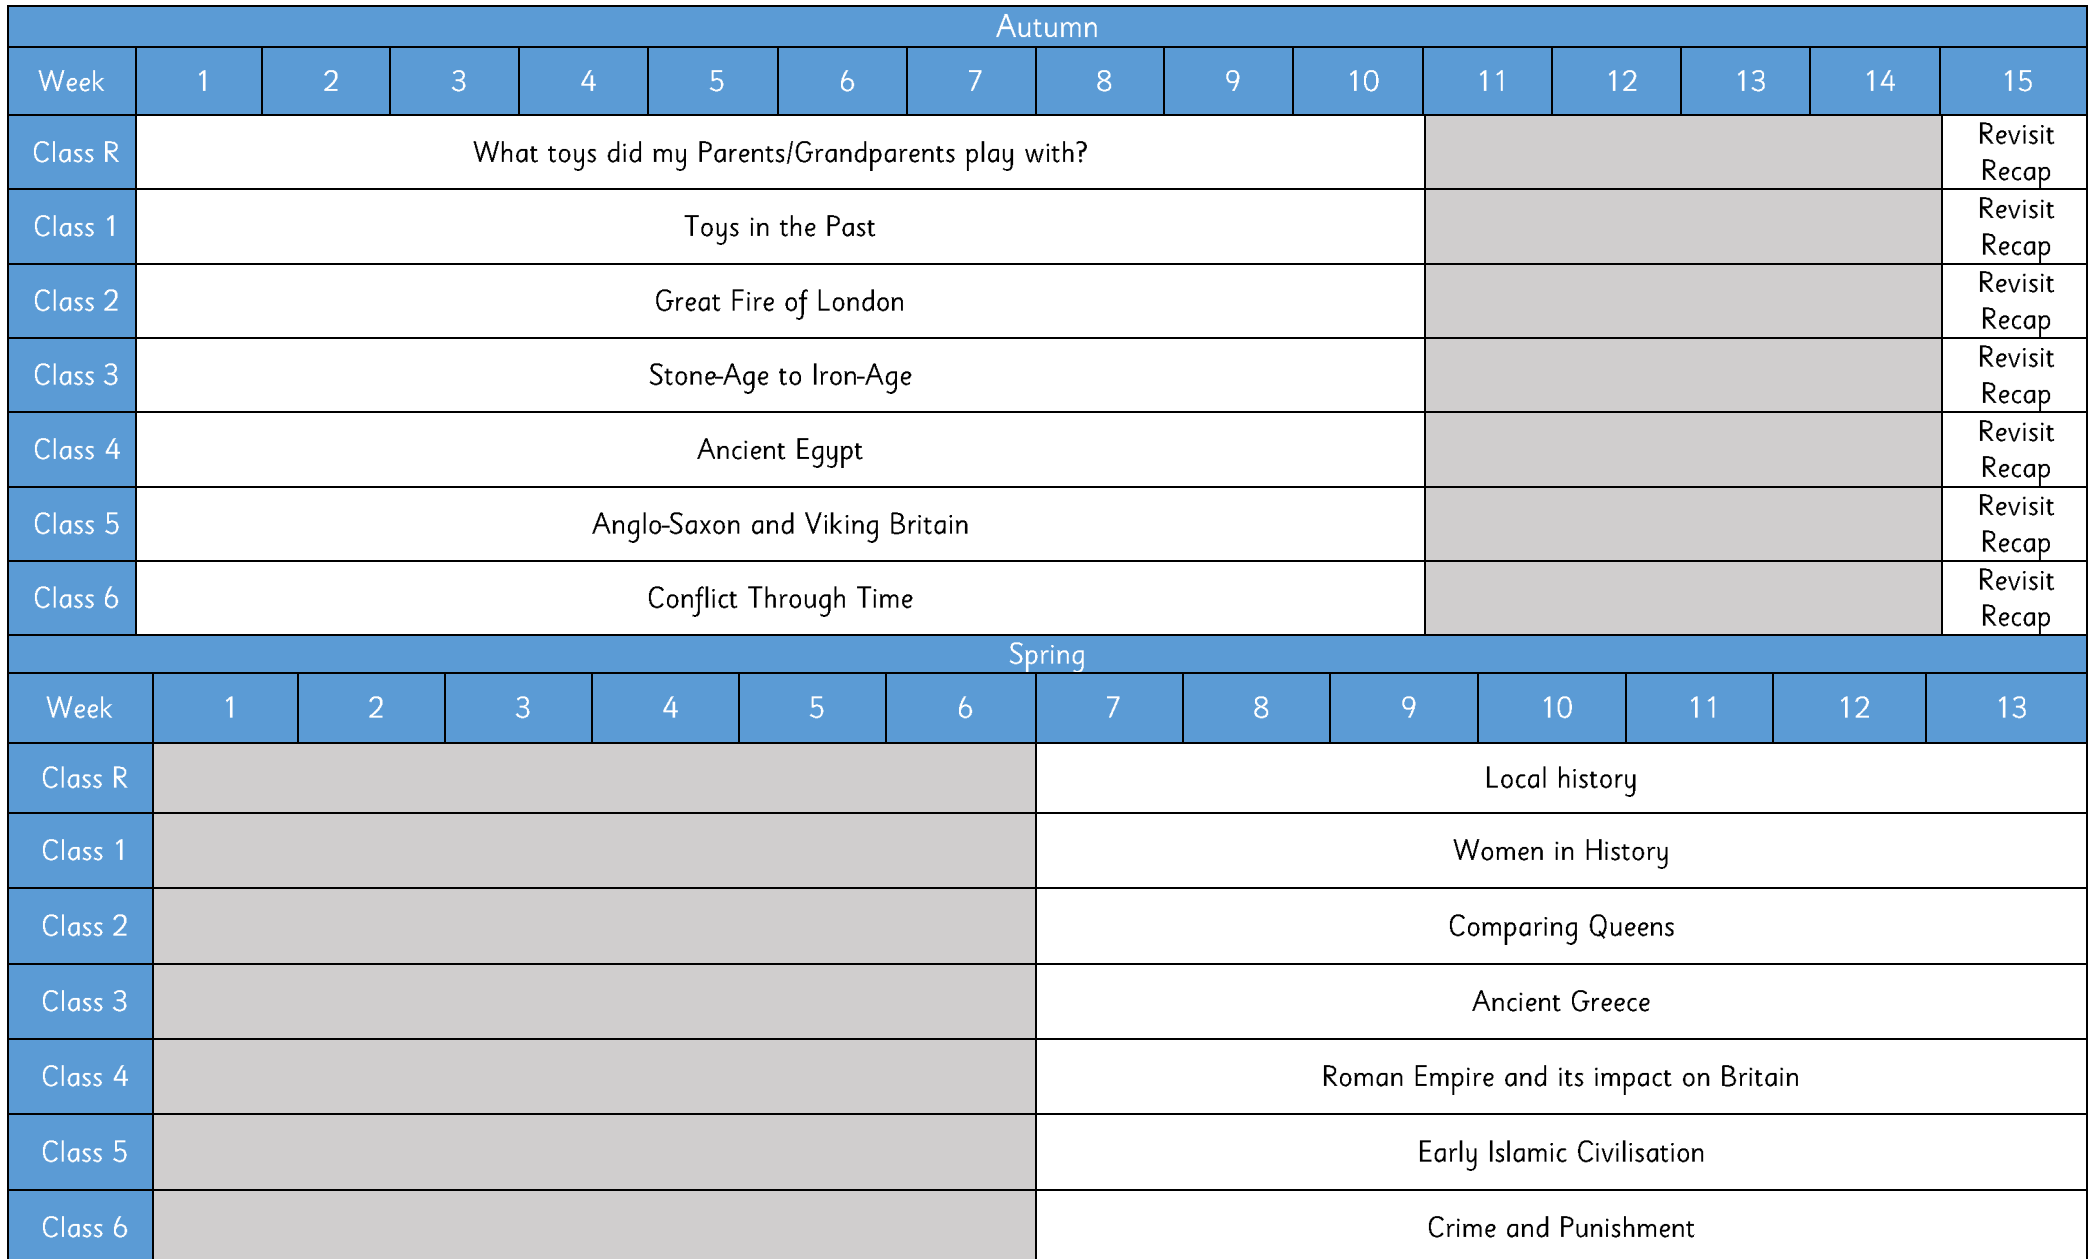 Autumn
Week 1 2 3 4 5 6 7 8 9 10 11 12 13 14 15
Class R What toys did my Parents/Grandparents play with? Revisit
Recap
Class 1 Toys in the Past Revisit
Recap
Class 2 Great Fire of London Revisit
Recap
Class 3 Stone-Age to Iron-Age Revisit
Recap
Class 4 Ancient Egypt Revisit
Recap
Class 5 Anglo-Saxon and Viking Britain Revisit
Recap
Class 6 Conflict Through Time Revisit
Recap
Spring
Week 1 2 3 4 5 6 7 8 9 10 11 12 13
Class R Local history
Class 1 Women in History
Class 2 Comparing Queens
Class 3 Ancient Greece
Class 4 Roman Empire and its impact on Britain
Class 5 Early Islamic Civilisation
Class 6 Crime and Punishment